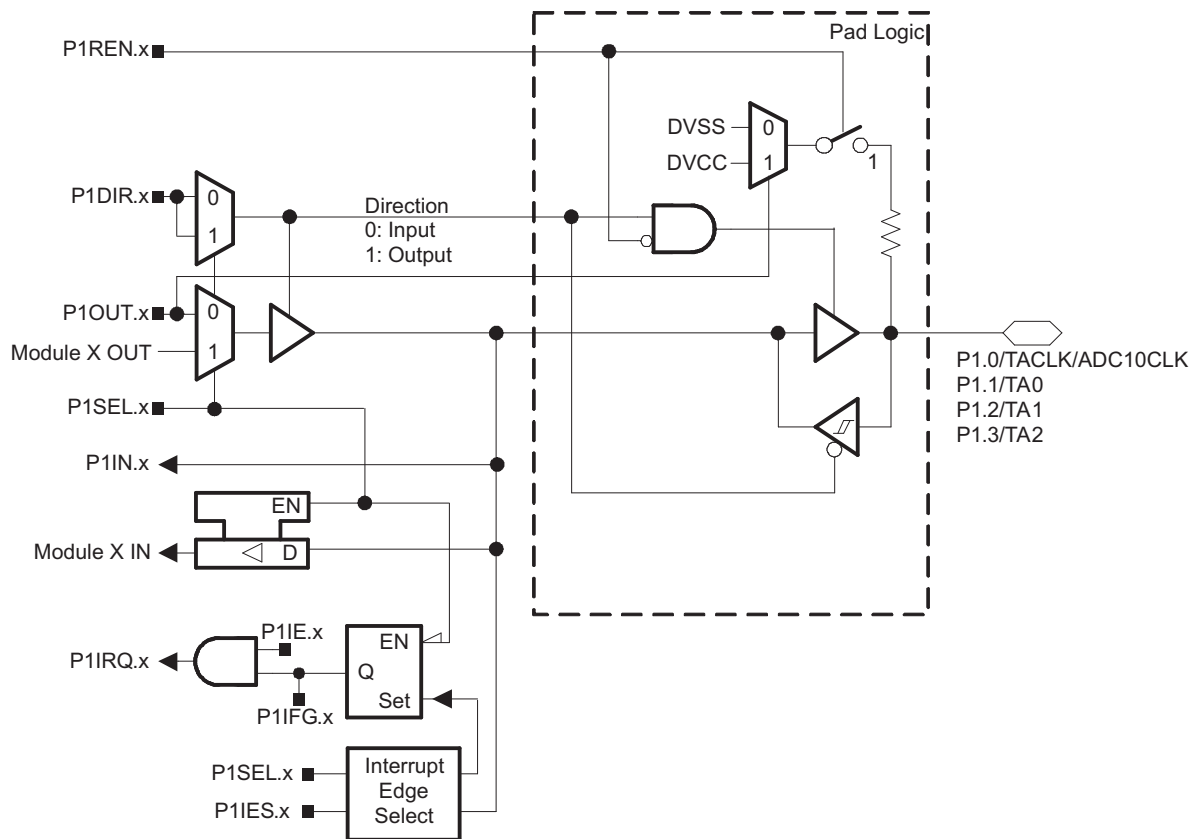 Pad Logic
P1REN.x
DVSS
0
DVCC
1
1
P1DIR.x
0
1
Direction
0: Input
1: Output
P1OUT.x
0
Module X OUT
1
P1SEL.x
P1.0/TACLK/ADC10CLK
P1.1/TA0
P1.2/TA1
P1.3/TA2
P1IN.x
EN
Module X IN
D
P1IE.x
P1IRQ.x
EN
Q
Set
P1IFG.x
P1SEL.x
P1IES.x
Interrupt
Edge
Select